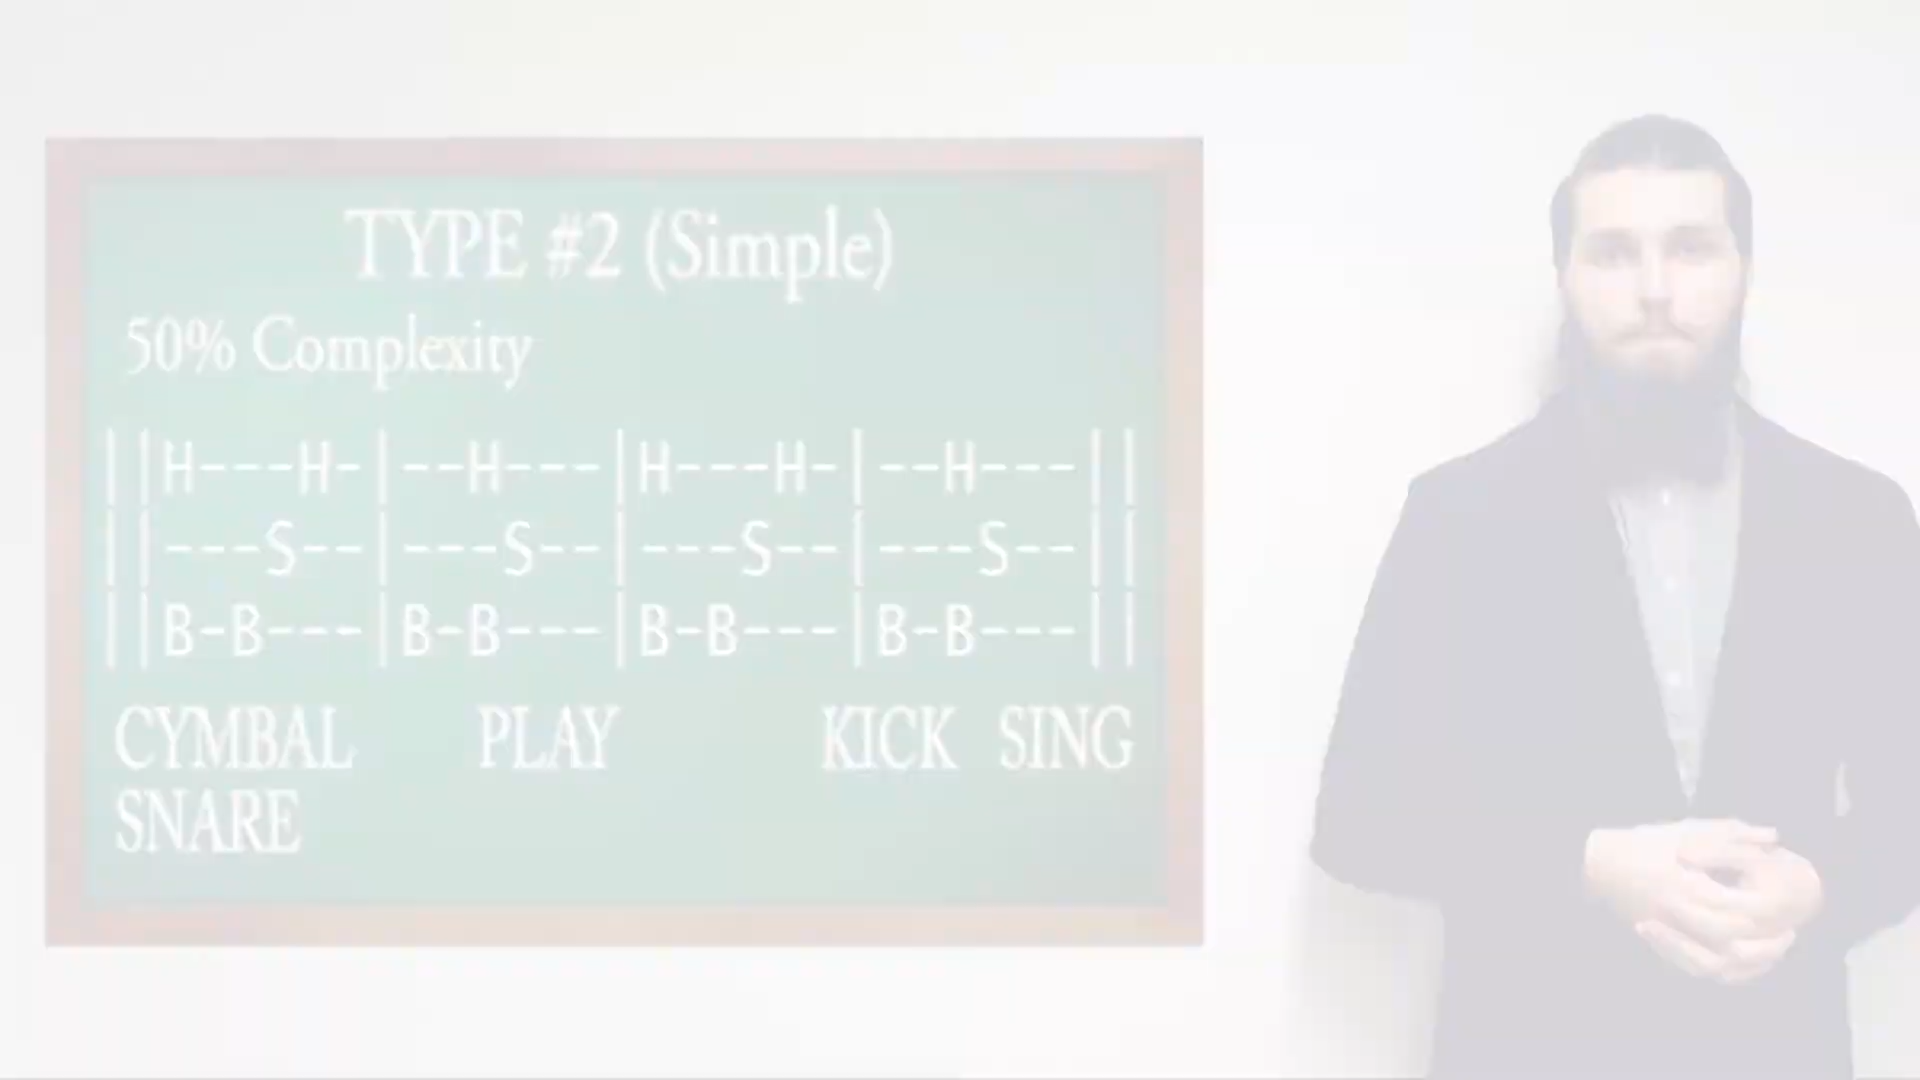 TYPE #2 (Simple)
50% Complexity
||H---H-|--H---|H---H-|--H---||
||---S--|---S--|---S--|---S--||
||B-B---|B-B---|B-B---|B-B---||
CYMBAL PLAY KICK SING
SNARE